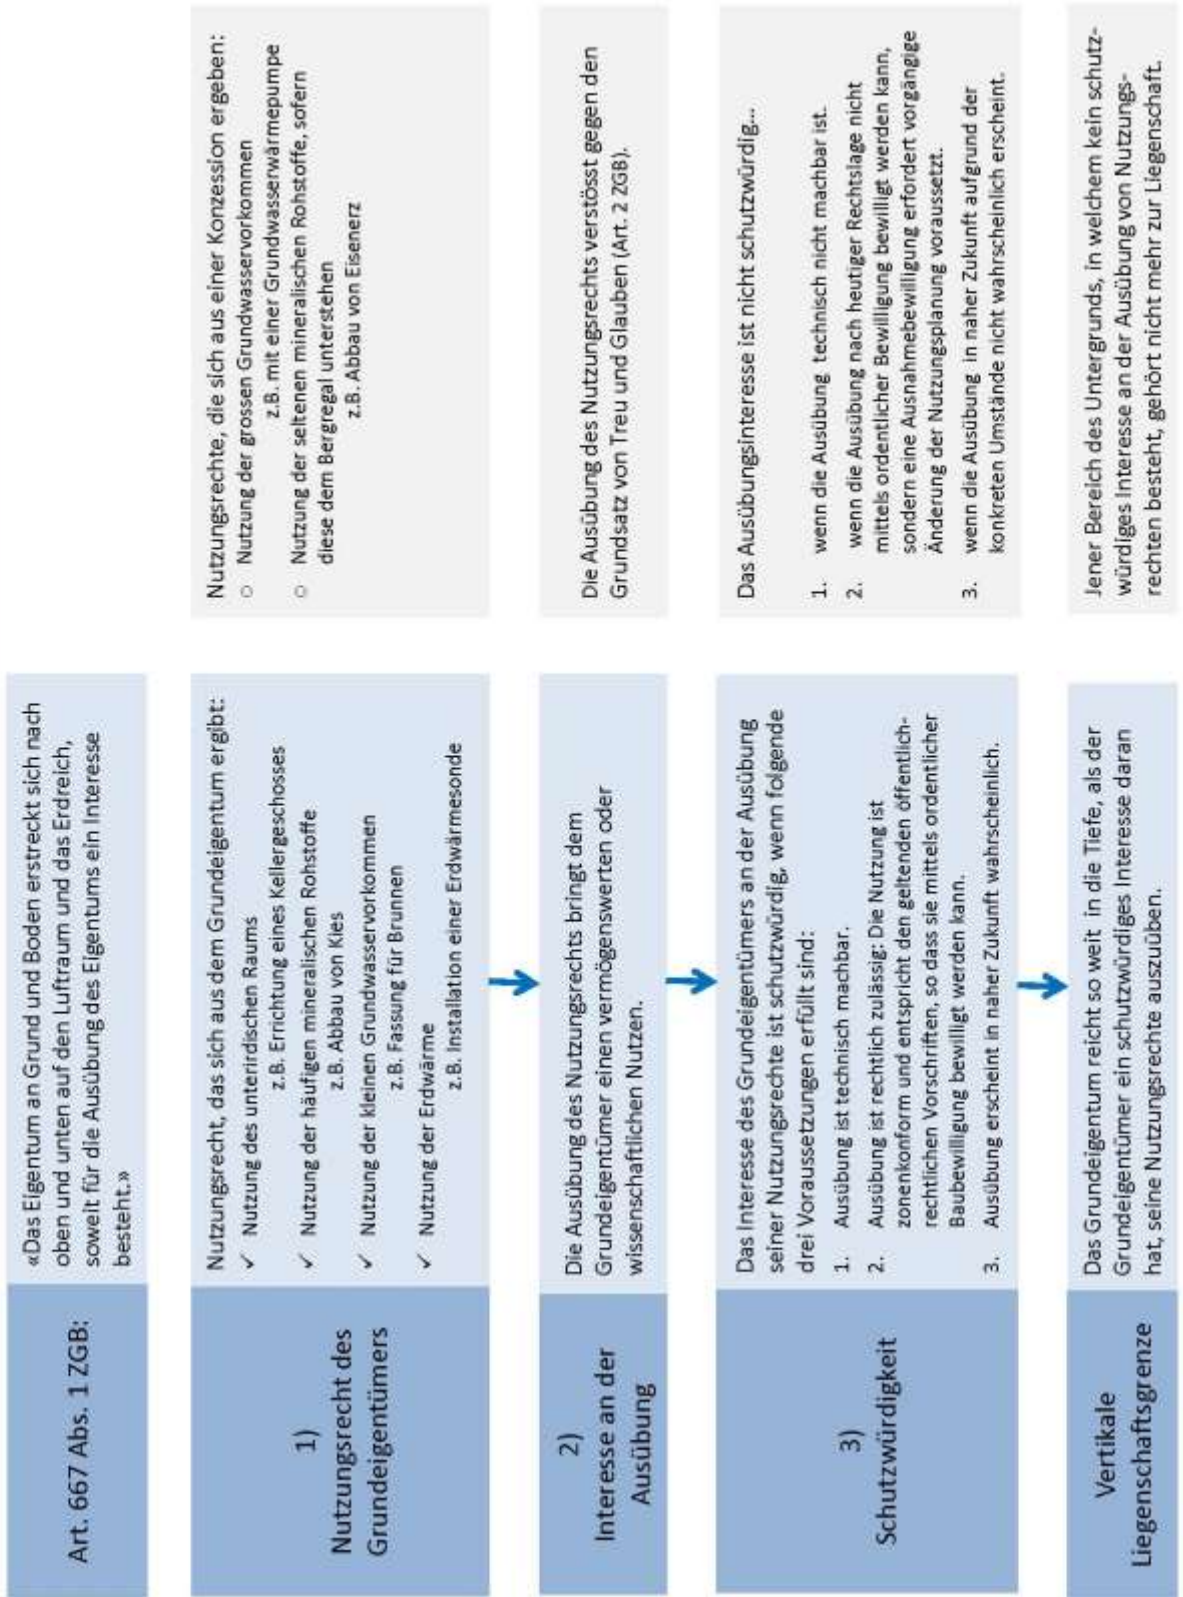 Art. 667 Abs. 1 ZGB:
«Das Eigentum an Grund und Boden erstreckt sich nach
oben und unten auf den Luftraum und das Erdreich,
soweit für die Ausübung des Eigentums ein Interesse
besteht.»
1)
Nutzungsrecht des
Grundeigentümers
Nutzungsrecht, das sich aus dem Grundeigentum ergibt:
✓ Nutzung des unterirdischen Raums
z.B. Errichtung eines Kellergeschosses
✓ Nutzung der häufigen mineralischen Rohstoffe
z.B. Abbau von Kies
✓ Nutzung der kleinen Grundwasservorkommen
z.B. Fassung für Brunnen
✓ Nutzung der Erdwärme
z.B. Installation einer Erdwärmesonde
Nutzungsrechte, die sich aus einer Konzession ergeben:
○ Nutzung der grossen Grundwasservorkommen
z.B. mit einer Grundwasserwärmepumpe
○ Nutzung der seltenen mineralischen Rohstoffe, sofern
diese dem Bergregal unterstehen
z.B. Abbau von Eisenerz
2)
Interesse an der
Ausübung
Die Ausübung des Nutzungsrechts bringt dem
Grundeigentümer einen vermögenswerten oder
wissenschaftlichen Nutzen.
Die Ausübung des Nutzungsrechts verstösst gegen den
Grundsatz von Treu und Glauben (Art. 2 ZGB).
3)
Schutzwürdigkeit
Das Interesse des Grundeigentümers an der Ausübung
seiner Nutzungsrechte ist schutzwürdig, wenn folgende
drei Voraussetzungen erfüllt sind:
1. Ausübung ist technisch machbar.
2. Ausübung ist rechtlich zulässig: Die Nutzung ist
zonenkonform und entspricht den geltenden öffentlich-
rechtlichen Vorschriften, so dass sie mittels ordentlicher
Baubewilligung bewilligt werden kann.
3. Ausübung erscheint in naher Zukunft wahrscheinlich.
Das Ausübungsinteresse ist nicht schutzwürdig...
1. wenn die Ausübung technisch nicht machbar ist.
2. wenn die Ausübung nach heutiger Rechtslage nicht
mittels ordentlicher Bewilligung bewilligt werden kann,
sondern eine Ausnahmebewilligung erfordert vorgängige
Änderung der Nutzungsplanung voraussetzt.
3. wenn die Ausübung in naher Zukunft aufgrund der
konkreten Umstände nicht wahrscheinlich erscheint.
Vertikale
Liegenschaftsgrenze
Das Grundeigentum reicht so weit in die Tiefe, als der
Grundeigentümer ein schutzwürdiges Interesse daran
hat, seine Nutzungsrechte auszuüben.
Jener Bereich des Untergrunds, in welchem kein schutz-
würdiges Interesse an der Ausübung von Nutzungs-
rechten besteht, gehört nicht mehr zur Liegenschaft.